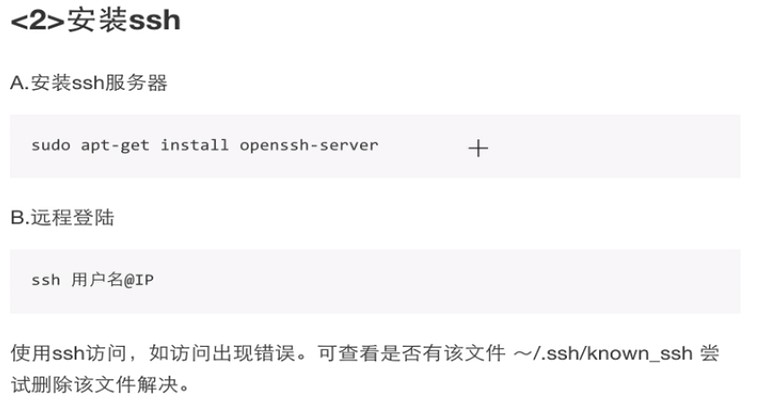 <2>安装ssh
A.安装ssh服务器
sudo apt-get install openssh-server
B.远程登陆
ssh 用户名@IP
使用ssh访问，如访问出现错误。可查看是否有该文件 ～/.ssh/known_ssh 尝
试删除该文件解决。